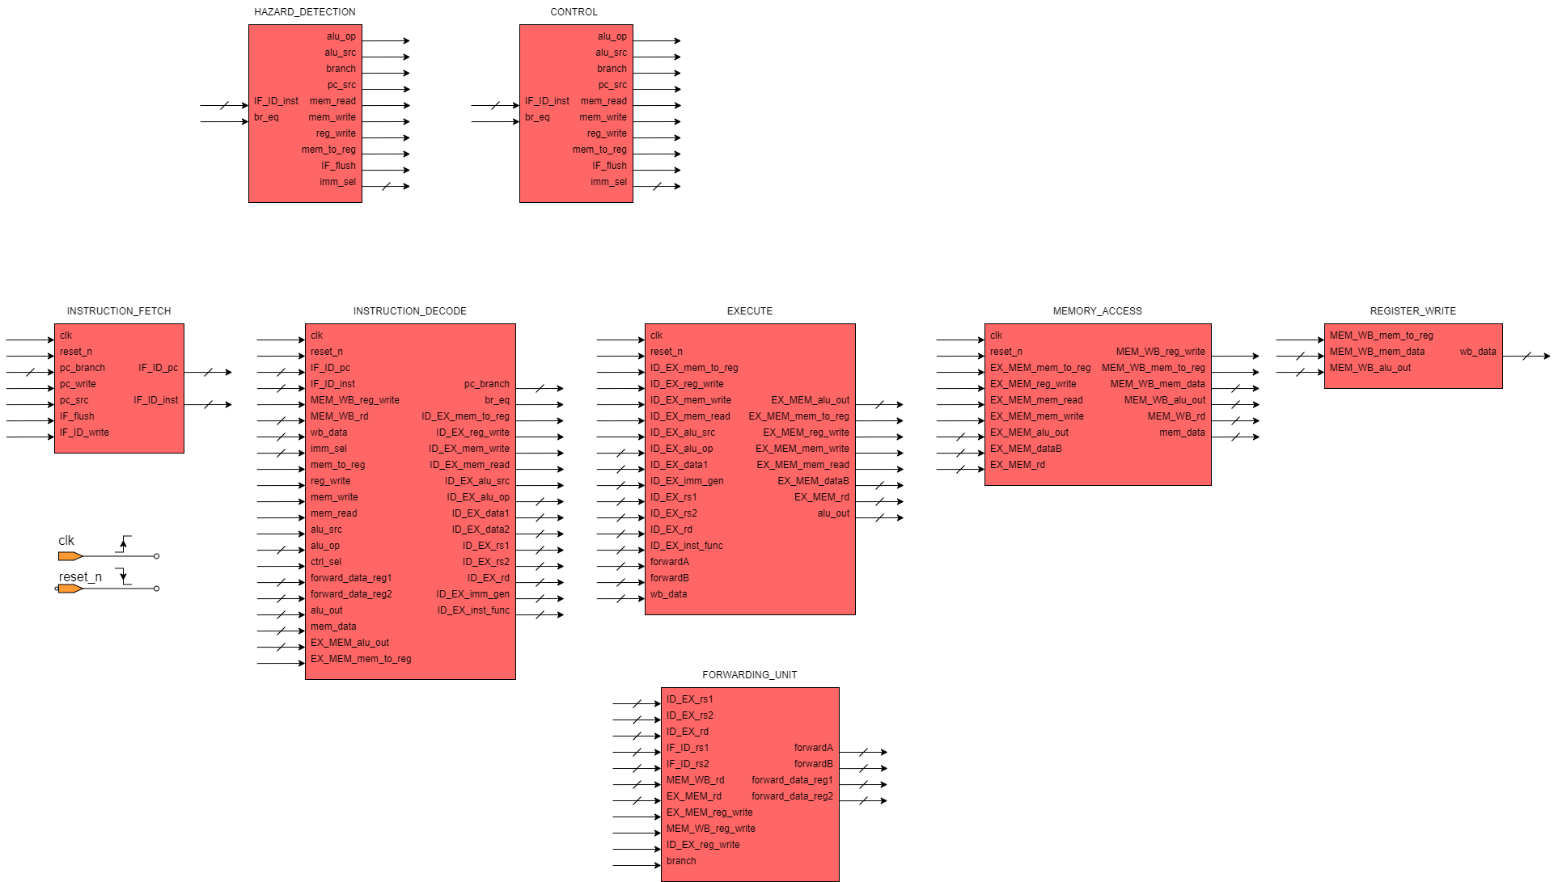 HAZARD_DETECTION
alu_op
alu_src
branch
pc_src
IF_ID_inst mem_read
br_eq mem_write
reg_write
mem_to_reg
IF_flush
imm_sel
CONTROL
alu_op
alu_src
branch
pc_src
IF_ID_inst mem_read
br_eq mem_write
reg_write
mem_to_reg
IF_flush
imm_sel
INSTRUCTION_FETCH
clk
reset_n
pc_branch IF_ID_pc
pc_write
pc_src IF_ID_inst
IF_flush
IF_ID_write
INSTRUCTION_DECODE
clk
reset_n
IF_ID_pc
IF_ID_inst pc_branch
MEM_WB_reg_write br_eq
MEM_WB_rd ID_EX_mem_to_reg
wb_data ID_EX_reg_write
imm_sel ID_EX_mem_write
mem_to_reg ID_EX_mem_read
reg_write ID_EX_alu_src
mem_write ID_EX_alu_op
mem_read ID_EX_data1
alu_src ID_EX_data2
alu_op ID_EX_rs1
ctrl_sel ID_EX_rs2
forward_data_reg1 ID_EX_rd
forward_data_reg2 ID_EX_imm_gen
alu_out ID_EX_inst_func
mem_data
EX_MEM_alu_out
EX_MEM_mem_to_reg
EXECUTE
clk
reset_n
ID_EX_mem_to_reg
ID_EX_reg_write
ID_EX_mem_write EX_MEM_alu_out
ID_EX_mem_read EX_MEM_mem_to_reg
ID_EX_alu_src EX_MEM_reg_write
ID_EX_alu_op EX_MEM_mem_write
ID_EX_data1 EX_MEM_mem_read
ID_EX_imm_gen EX_MEM_dataB
ID_EX_rs1 EX_MEM_rd
ID_EX_rs2 alu_out
ID_EX_rd
ID_EX_inst_func
forwardA
forwardB
wb_data
MEMORY_ACCESS
clk
reset_n MEM_WB_reg_write
EX_MEM_mem_to_reg MEM_WB_mem_to_reg
EX_MEM_reg_write MEM_WB_mem_data
EX_MEM_mem_read MEM_WB_alu_out
EX_MEM_mem_write MEM_WB_rd
EX_MEM_alu_out mem_data
EX_MEM_dataB
EX_MEM_rd
REGISTER_WRITE
MEM_WB_mem_to_reg
MEM_WB_mem_data wb_data
MEM_WB_alu_out
clk
reset_n
FORWARDING_UNIT
ID_EX_rs1
ID_EX_rs2
ID_EX_rd
IF_ID_rs1 forwardA
IF_ID_rs2 forwardB
MEM_WB_rd forward_data_reg1
EX_MEM_rd forward_data_reg2
EX_MEM_reg_write
MEM_WB_reg_write
ID_EX_reg_write
branch